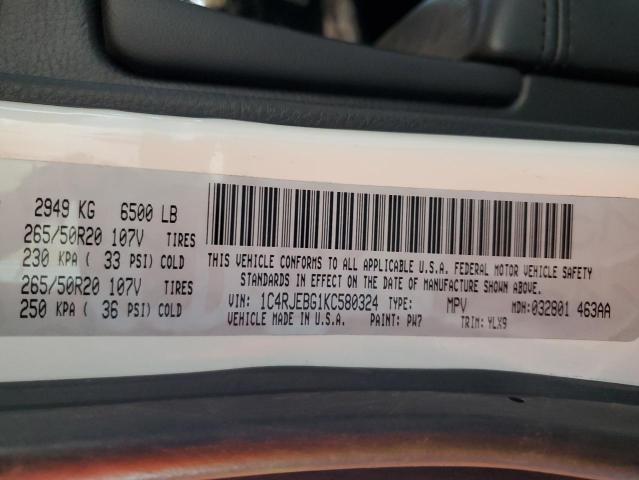 2949 KG 6500 LB
265/50R20 107V TIRES
230 KPA ( 33 PSI) COLD
265/50R20 107V TIRES
250 KPA ( 36 PSI) COLD
THIS VEHICLE CONFORMS TO ALL APPLICABLE U.S.A. FEDERAL MOTOR VEHICLE SAFETY
STANDARDS IN EFFECT ON THE DATE OF MANUFACTURE SHOWN ABOVE.
VIN: 1C4RJEBG1KC580324 TYPE: MPV MDH:032801 463AA
VEHICLE MADE IN U.S.A. PAINT: PW7 TRIM: YLX9